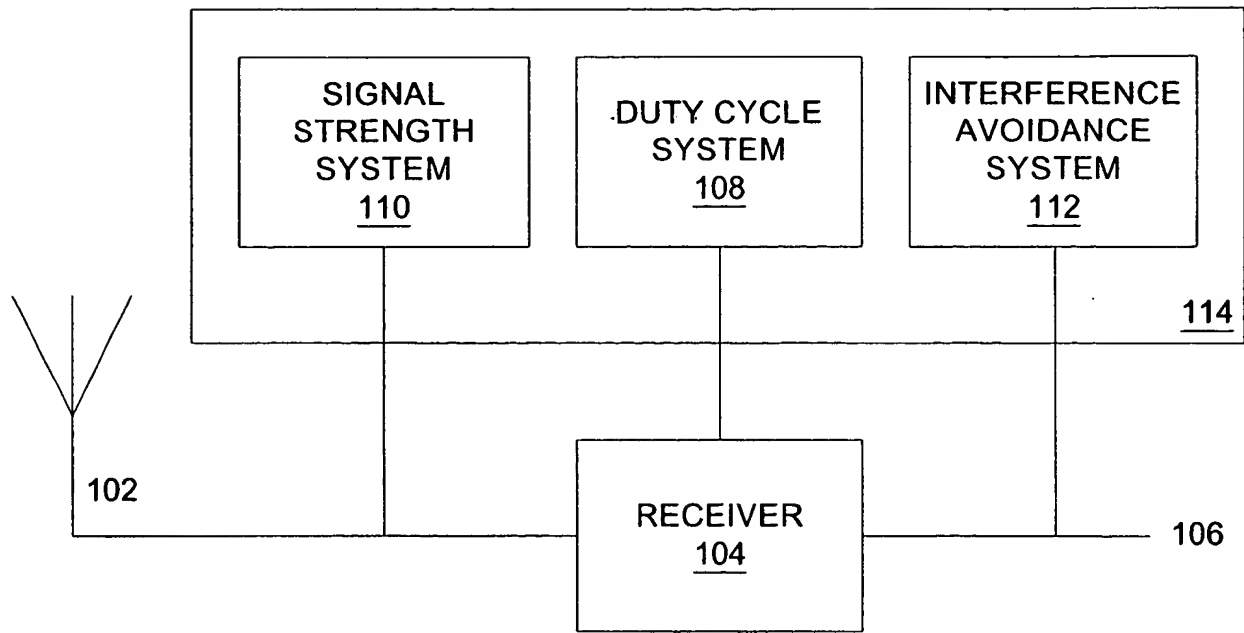 SIGNAL
STRENGTH
SYSTEM
110
DUTY CYCLE
SYSTEM
108
INTERFERENCE
AVOIDANCE
SYSTEM
112
114
102
RECEIVER
104
106